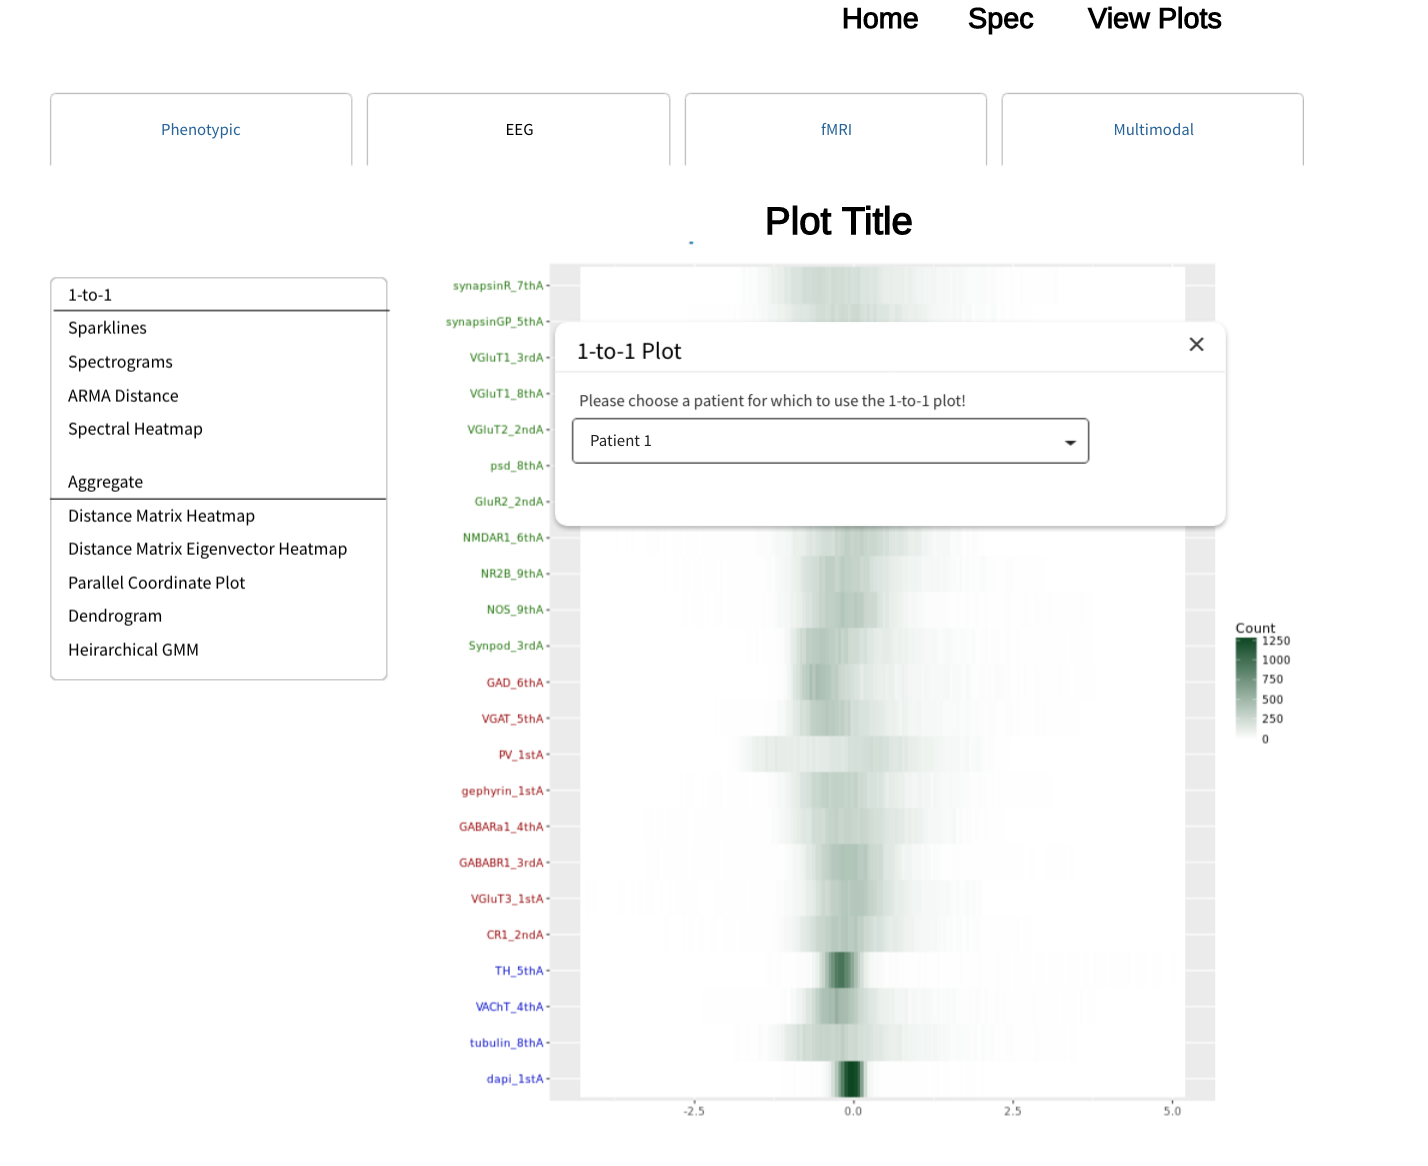 Home Spec View Plots
Phenotypic EEG fMRI Multimodal
Plot Title
1-to-1
Sparklines
Spectrograms
ARMA Distance
Spectral Heatmap
Aggregate
Distance Matrix Heatmap
Distance Matrix Eigenvector Heatmap
Parallel Coordinate Plot
Dendrogram
Heirarchical GMM
synapsinR_7thA
synapsinGP_5thA
VGluT1_3rdA
VGluT1_8thA
VGluT2_2ndA
psd_8thA
GluR2_2ndA
NMDAR1_6thA
NR2B_9thA
NOS_9thA
Synpod_3rdA
GAD_6thA
VGAT_5thA
PV_1stA
gephyrin_1stA
GABARa1_4thA
GABABR1_3rdA
VGluT3_1stA
CR1_2ndA
TH_5thA
VAChT_4thA
tubulin_8thA
dapi_1stA
-2.5 0.0 2.5 5.0
1-to-1 Plot
Please choose a patient for which to use the 1-to-1 plot!
Patient 1
Count
1250
1000
750
500
250
0